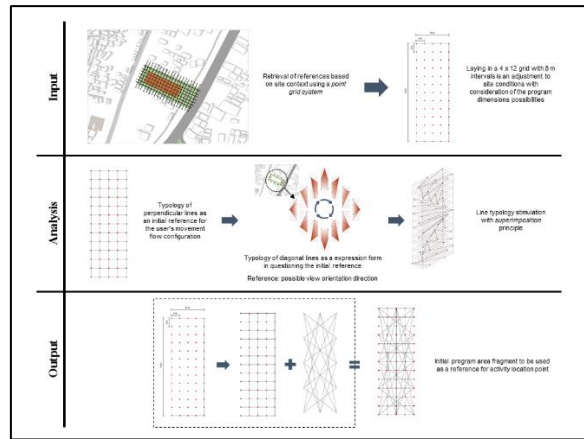 Input
Retrieval of references based
on site context using a point
grid system
Laying in a 4 x 12 grid with 8 m
intervals is an adjustment to
site conditions with
consideration of the program
dimensions possibilities
Analysis
Typology of
perpendicular lines as
an initial reference for
the user's movement
flow configuration
Typology of diagonal lines as a expression form
in questioning the initial reference
Reference: possible view orientation direction
Line typology stimulation
with superimposition
principle
Output
Initial program area fragment to be used
as a reference for activity location point